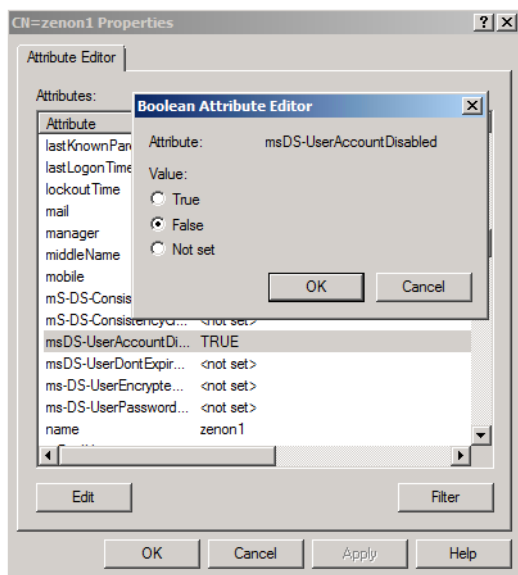 CN=zenon1 Properties
Attribute Editor
Attributes:
Attribute
lastKnownPar
lastLogonTime
lockoutTime
mail
manager
middleName
mobile
mS-DS-Consis
mS-DS-ConsistencyG... <not set>
msDS-UserAccountDi... TRUE
msDS-UserDontExpir... <not set>
ms-DS-UserEncrypte... <not set>
ms-DS-UserPassword... <not set>
name zenon1
Boolean Attribute Editor
Attribute: msDS-UserAccountDisabled
Value:
True
False
Not set
OK Cancel
Edit Filter
OK Cancel Apply Help